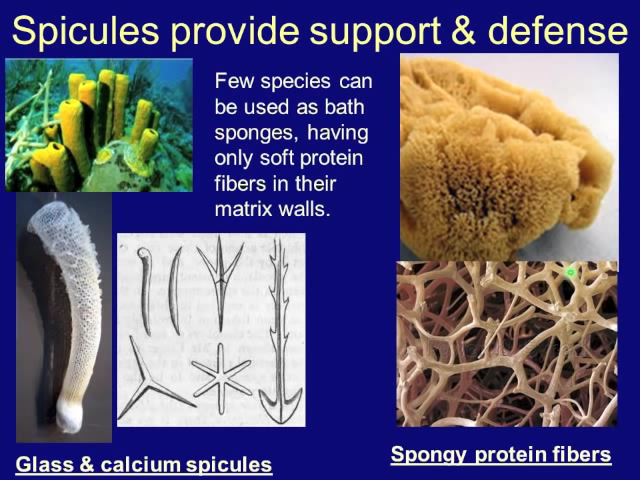 Spicules provide support & defense
Few species can
be used as bath
sponges, having
only soft protein
fibers in their
matrix walls.
Glass & calcium spicules
Spongy protein fibers